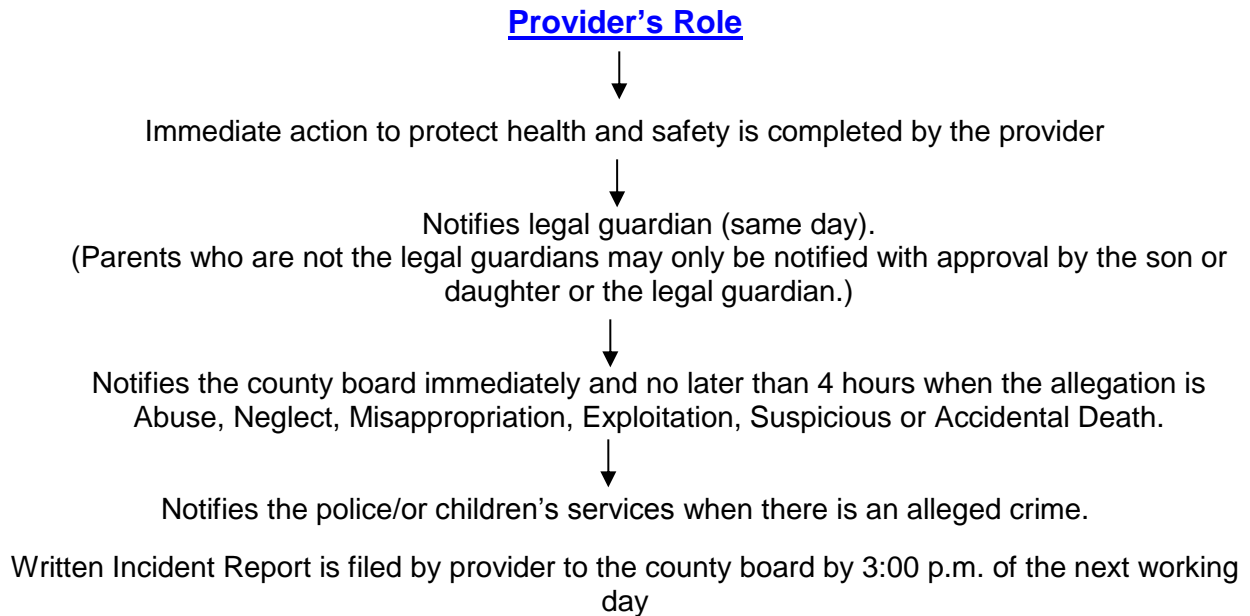 Provider’s Role
Immediate action to protect health and safety is completed by the provider
Notifies legal guardian (same day).
(Parents who are not the legal guardians may only be notified with approval by the son or
daughter or the legal guardian.)
Notifies the county board immediately and no later than 4 hours when the allegation is
Abuse, Neglect, Misappropriation, Exploitation, Suspicious or Accidental Death.
Notifies the police/or children’s services when there is an alleged crime.
Written Incident Report is filed by provider to the county board by 3:00 p.m. of the next working
day